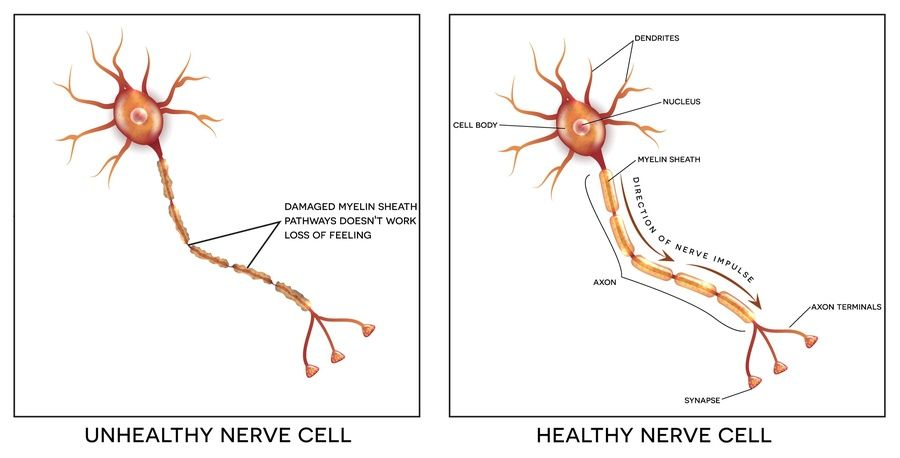 DAMAGED MYELIN SHEATH
PATHWAYS DOESN'T WORK
LOSS OF FEELING
UNHEALTHY NERVE CELL
DENDRITES
NUCLEUS
CELL BODY
MYELIN SHEATH
DIRECTION OF NERVE IMPULSE
AXON
AXON TERMINALS
SYNAPSE
HEALTHY NERVE CELL